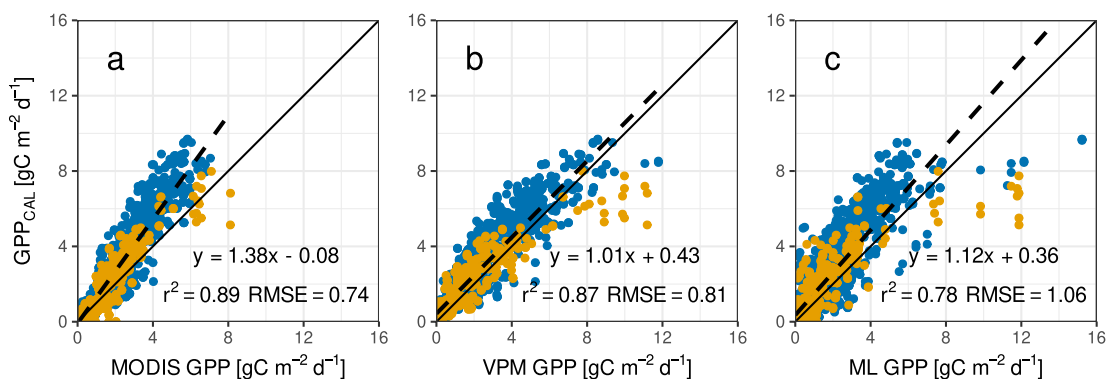 GPP_CAL [gC m⁻² d⁻¹]
16
12
8
4
0
a
y = 1.38x - 0.08
r² = 0.89 RMSE = 0.74
0 4 8 12 16
MODIS GPP [gC m⁻² d⁻¹]
16
12
8
4
0
b
y = 1.01x + 0.43
r² = 0.87 RMSE = 0.81
0 4 8 12 16
VPM GPP [gC m⁻² d⁻¹]
16
12
8
4
0
c
y = 1.12x + 0.36
r² = 0.78 RMSE = 1.06
0 4 8 12 16
ML GPP [gC m⁻² d⁻¹]